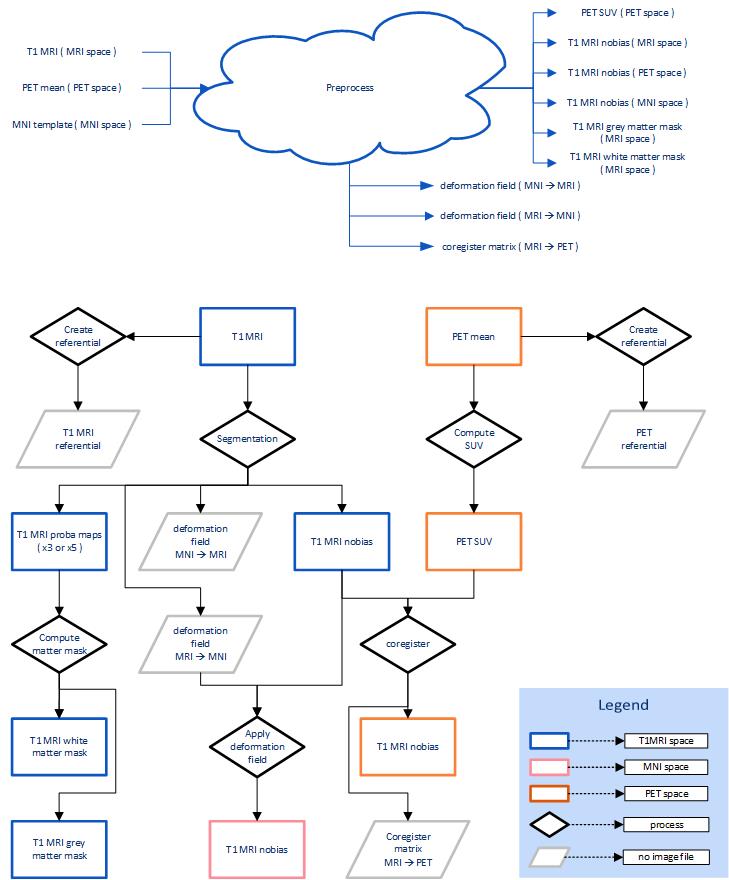 PET SUV ( PET space )
T1 MRI ( MRI space )
T1 MRI nobias ( MRI space )
T1 MRI nobias ( PET space )
PET mean ( PET space )
Preprocess
T1 MRI nobias ( MNI space )
MNI template ( MNI space )
T1 MRI grey matter mask
( MRI space )
T1 MRI white matter mask
( MRI space )
deformation field ( MNI → MRI )
deformation field ( MRI → MNI )
coregister matrix ( MRI → PET )
Create
referential
T1 MRI
PET mean
Create
referential
T1 MRI
referential
Segmentation
Compute
SUV
PET
referential
T1 MRI proba maps
( x3 or x5 )
deformation
field
MNI → MRI
T1 MRI nobias
PET SUV
Compute
matter mask
deformation
field
MRI → MNI
coregister
T1 MRI white
matter mask
Apply
deformation
field
T1 MRI nobias
T1 MRI grey
matter mask
T1 MRI nobias
Coregister
matrix
MRI → PET
Legend
T1MRI space
MNI space
PET space
process
no image file